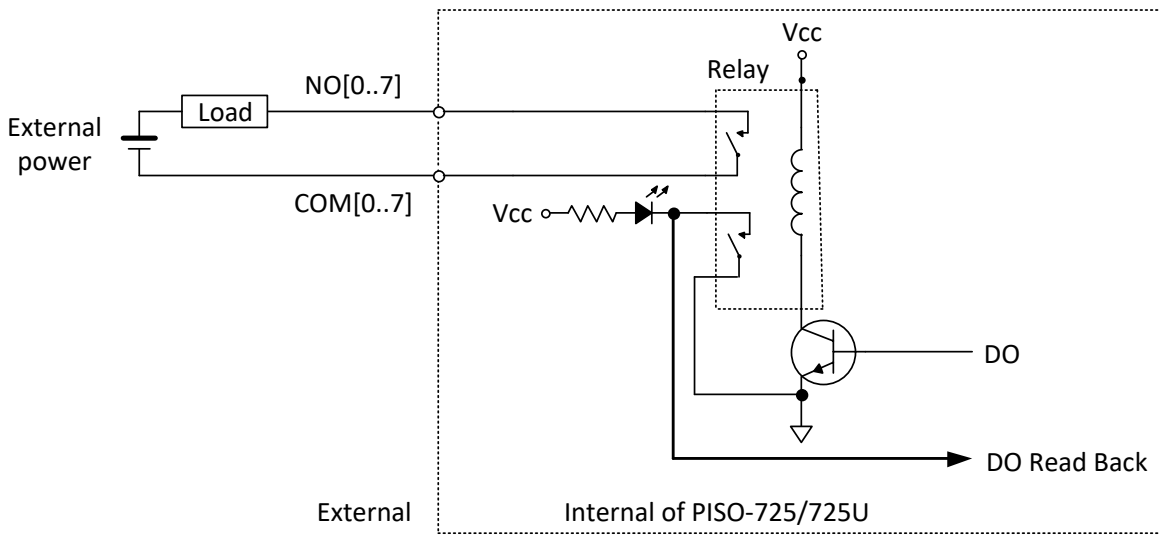 Vcc
Relay
NO[0..7]
Load
External
power
COM[0..7]
Vcc
DO
DO Read Back
External
Internal of PISO-725/725U